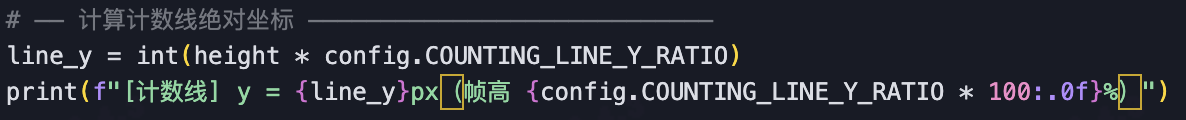 # —— 计算计数线绝对坐标 ——————————————————————————————
line_y = int(height * config.COUNTING_LINE_Y_RATIO)
print(f"[计数线] y = {line_y}px（帧高 {config.COUNTING_LINE_Y_RATIO * 100:.0f}%）")